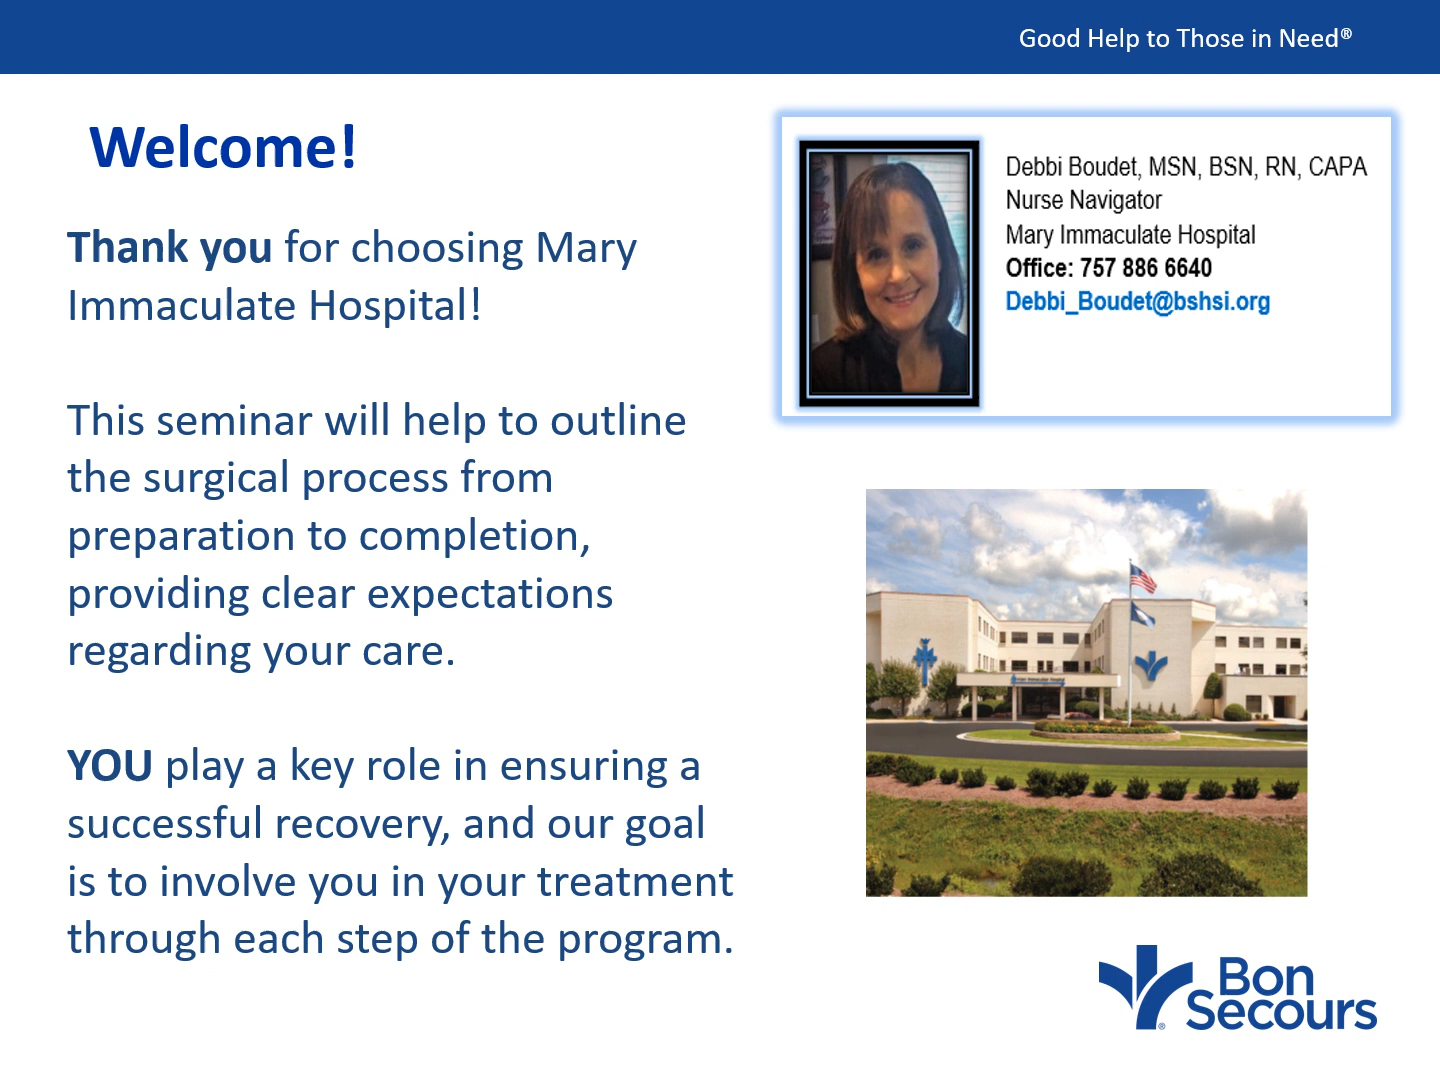 Good Help to Those in Need®
Welcome!
Thank you for choosing Mary
Immaculate Hospital!
This seminar will help to outline
the surgical process from
preparation to completion,
providing clear expectations
regarding your care.
YOU play a key role in ensuring a
successful recovery, and our goal
is to involve you in your treatment
through each step of the program.
Debbi Boudet, MSN, BSN, RN, CAPA
Nurse Navigator
Mary Immaculate Hospital
Office: 757 886 6640
Debbi_Boudet@bshsi.org
Mary Immaculate Hospital
Bon
Secours
®